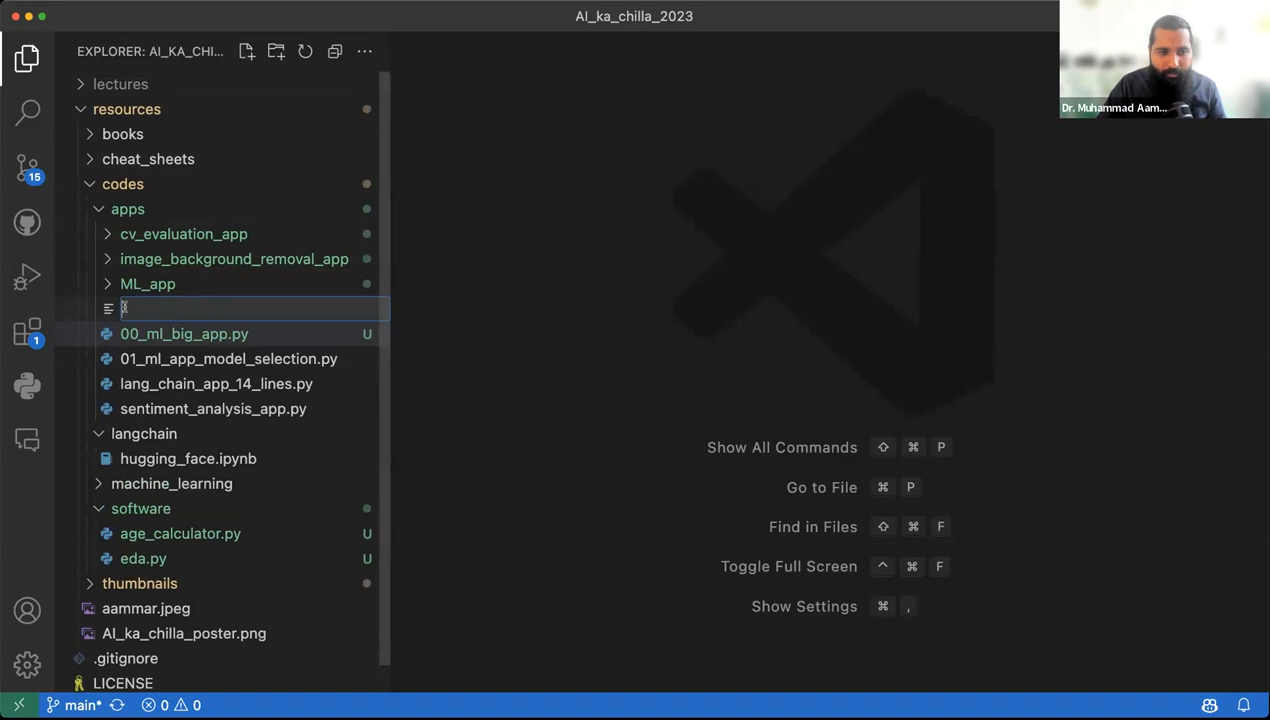 AI_ka_chilla_2023
EXPLORER: AI_KA_CHI...
Dr. Muhammad Aam...
lectures
resources
books
cheat_sheets
codes
15
apps
cv_evaluation_app
image_background_removal_app
ML_app
00_ml_big_app.py U
1
01_ml_app_model_selection.py
lang_chain_app_14_lines.py
sentiment_analysis_app.py
langchain
hugging_face.ipynb
machine_learning
software
age_calculator.py U
eda.py U
thumbnails
aammar.jpeg
AI_ka_chilla_poster.png
.gitignore
LICENSE
Show All Commands ⇧ ⌘ P
Go to File ⌘ P
Find in Files ⇧ ⌘ F
Toggle Full Screen ^ ⌘ F
Show Settings ⌘ ,
main* 0 0